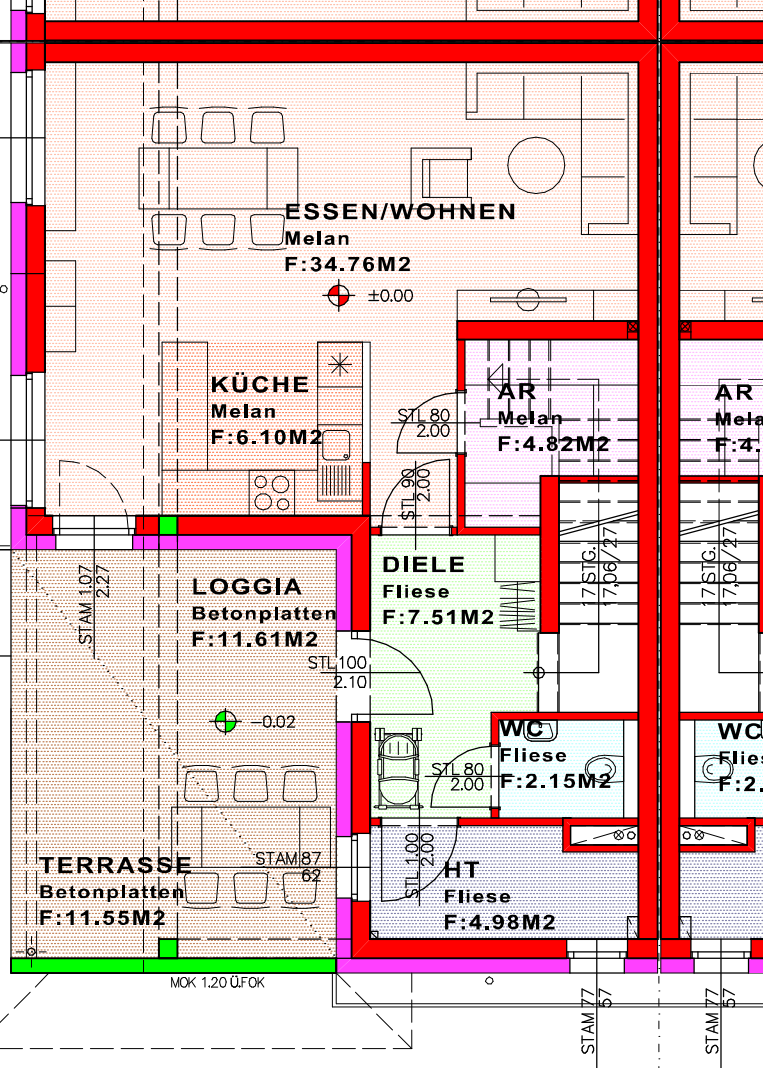 ESSEN/WOHNEN
Melan
F:34.76M2
±0.00
KÜCHE
Melan
F:6.10M2
AR
Melan
F:4.82M2
AR
STL 80
2.00
STL 90
2.00
DIELE
Fliese
F:7.51M2
17 STG.
17,06/27
17 STG.
17,06/27
STAM 1.07
2.27
LOGGIA
Betonplatten
F:11.61M2
STL 100
2.10
-0.02
WC
Fliese
F:2.15M2
WC
STL 80
2.00
STAM 87
62
STL 1.00
2.00
TERRASSE
Betonplatten
F:11.55M2
HT
Fliese
F:4.98M2
MOK 1.20 Ü.FOK
STAM 77
57
STAM 77
57